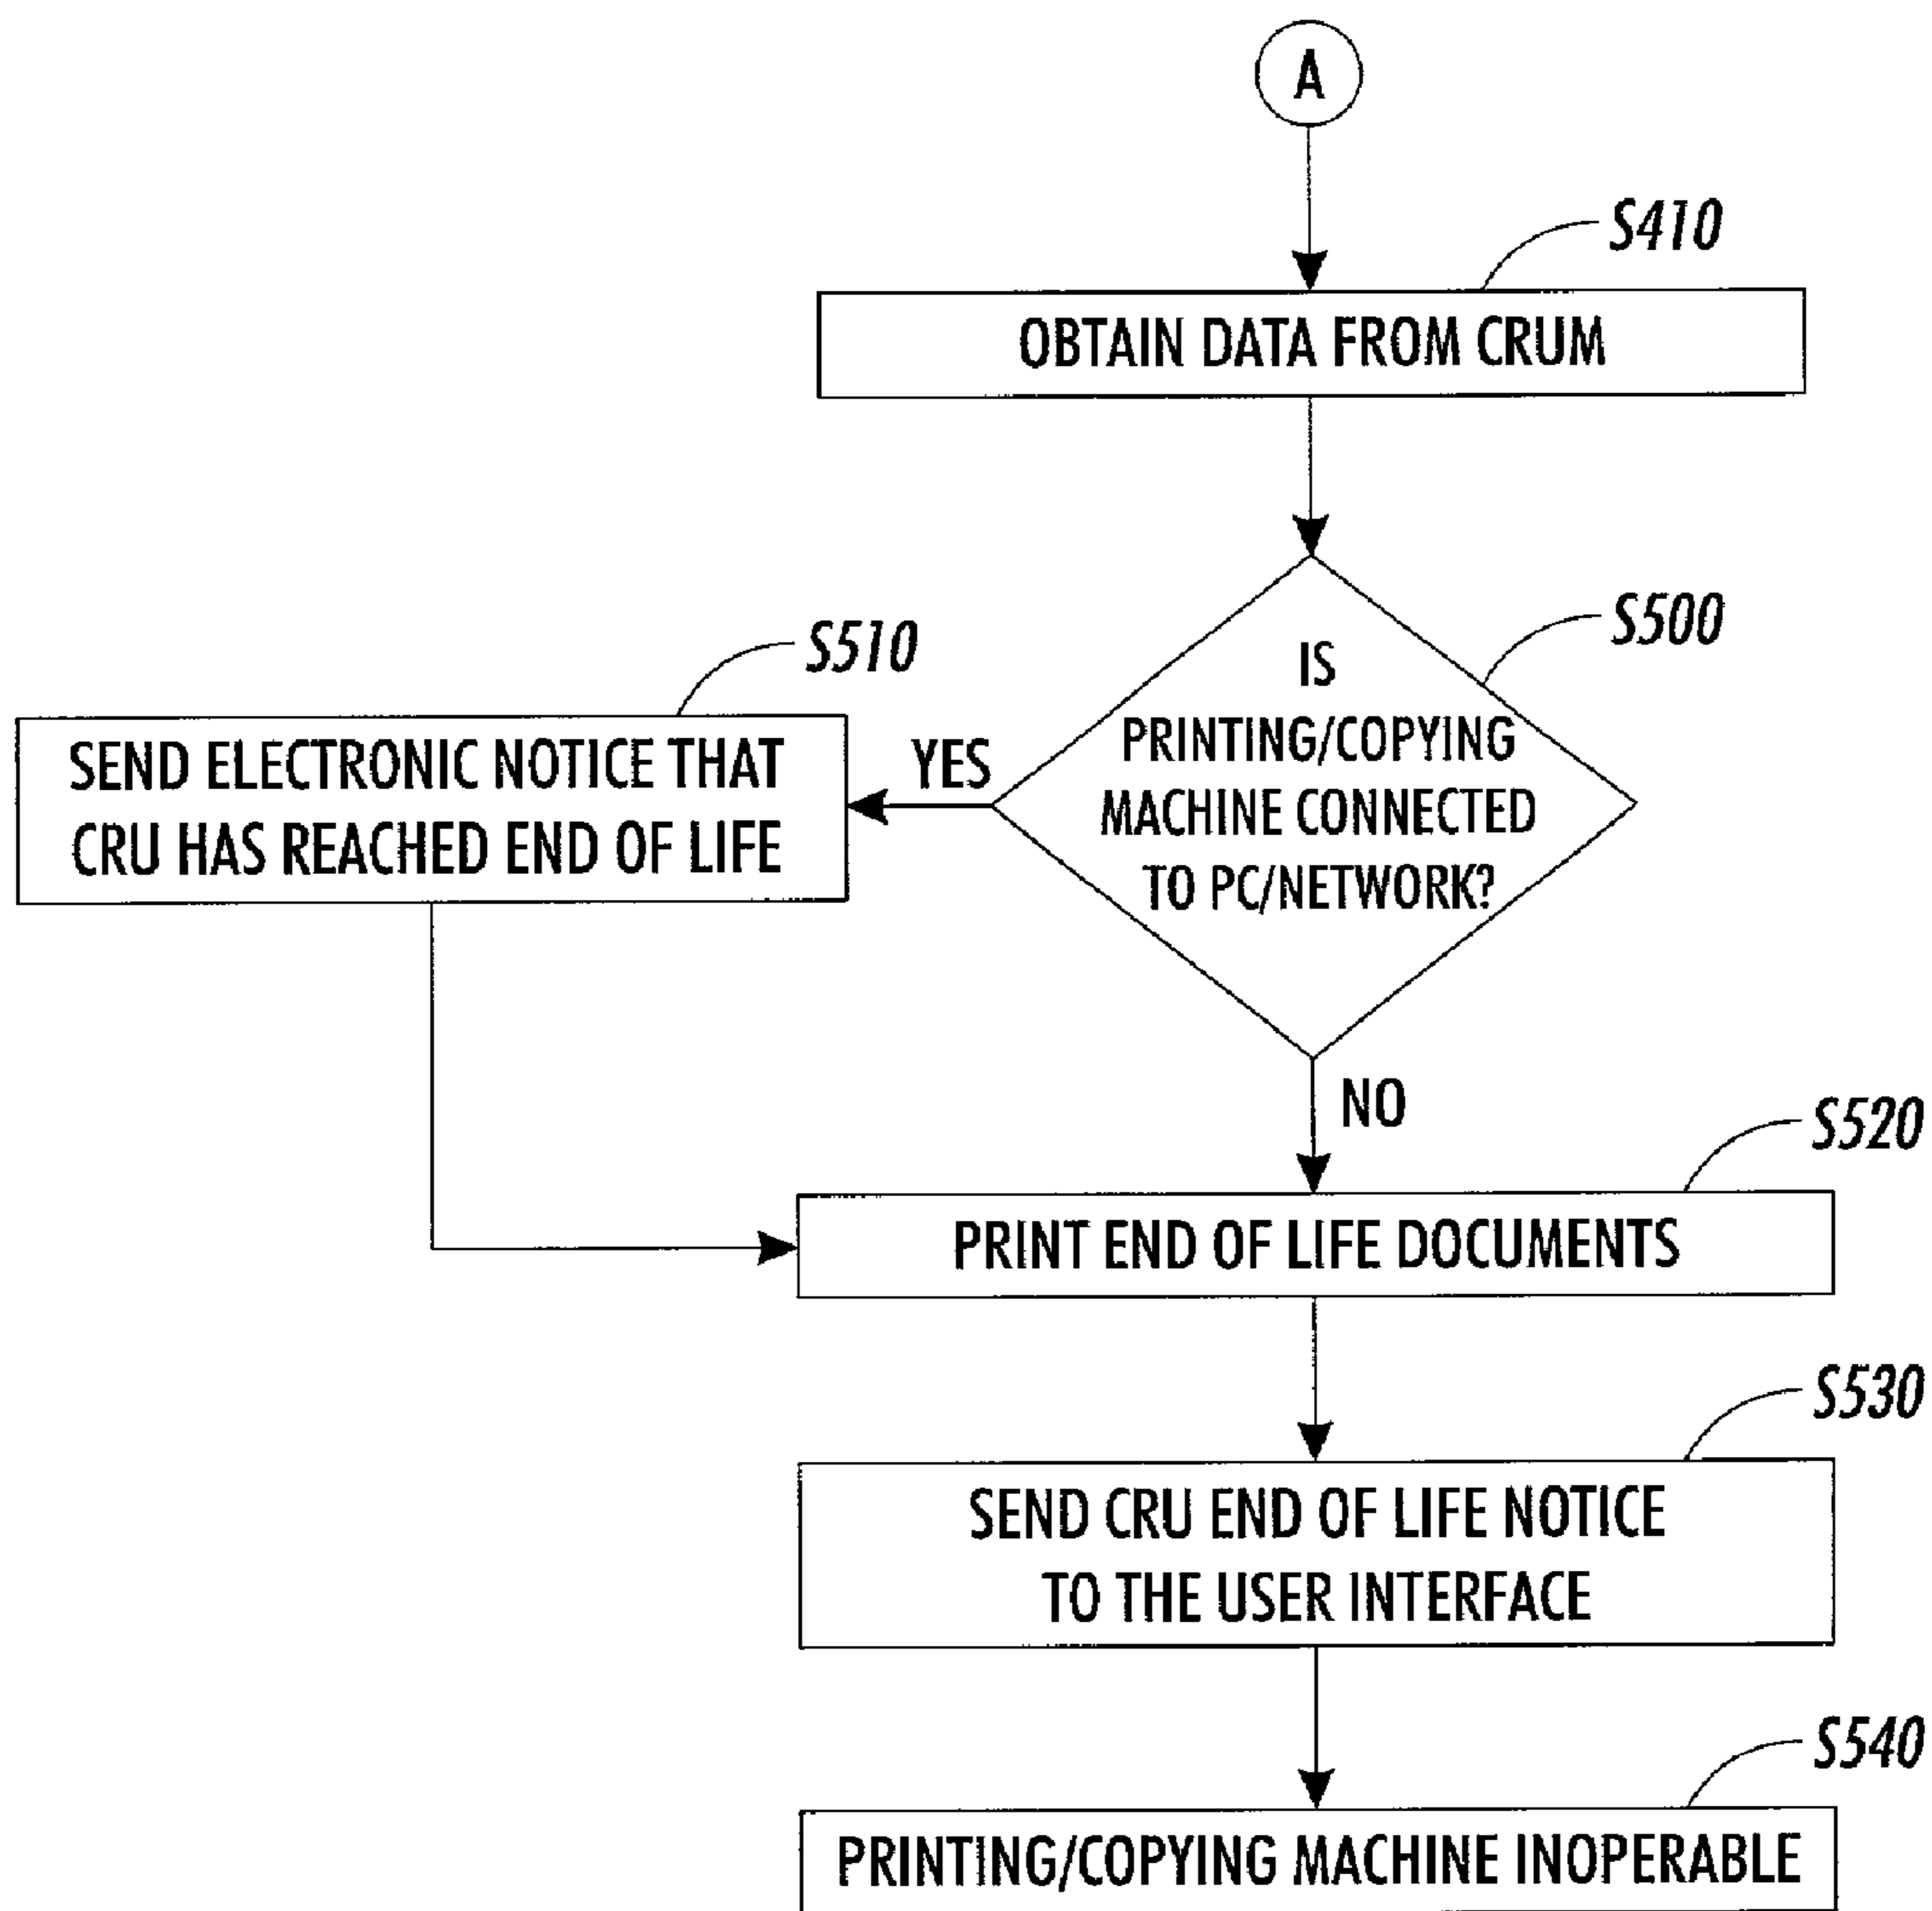 A
S410
OBTAIN DATA FROM CRUM
S500
IS
PRINTING/COPYING
MACHINE CONNECTED
TO PC/NETWORK?
S510
YES
SEND ELECTRONIC NOTICE THAT
CRU HAS REACHED END OF LIFE
NO
S520
PRINT END OF LIFE DOCUMENTS
S530
SEND CRU END OF LIFE NOTICE
TO THE USER INTERFACE
S540
PRINTING/COPYING MACHINE INOPERABLE